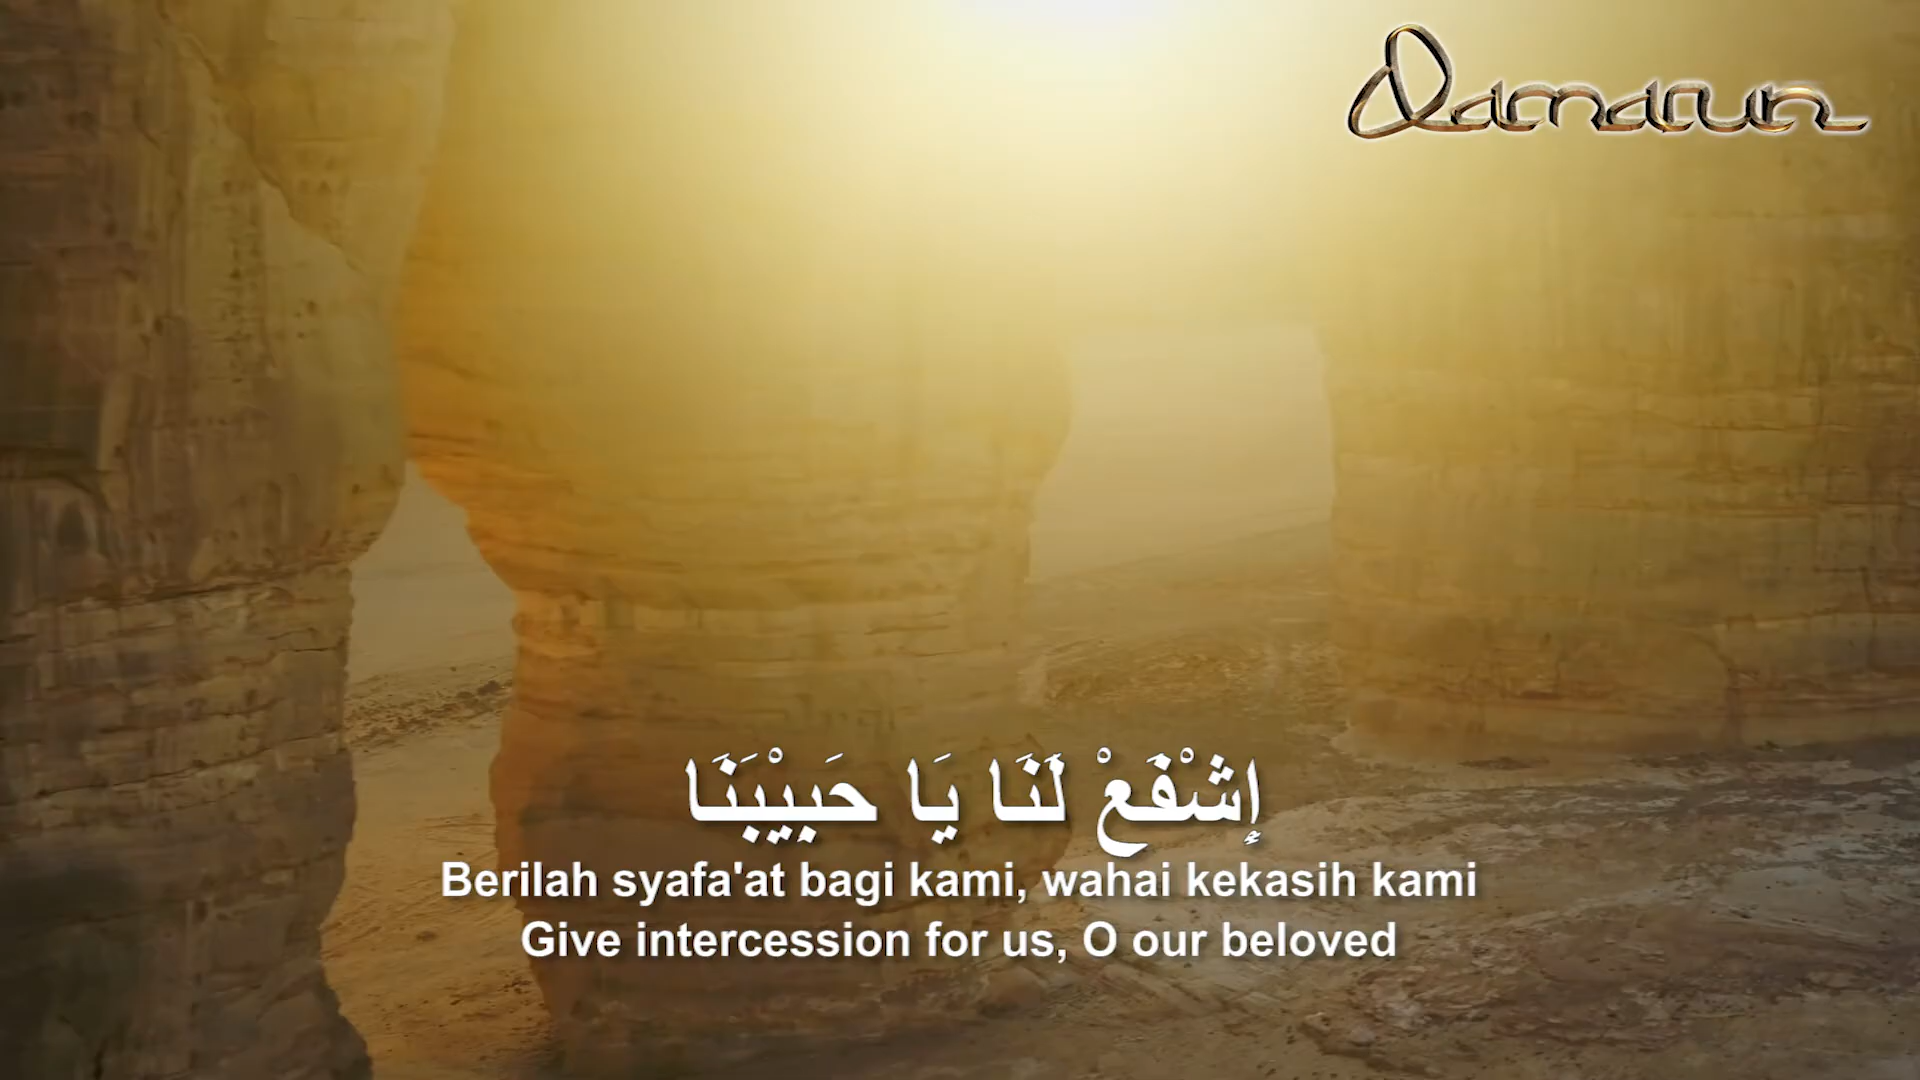 Qamarun
إِشْفَعْ لَنَا يَا حَبِيْبَنَا
Berilah syafa'at bagi kami, wahai kekasih kami
Give intercession for us, O our beloved